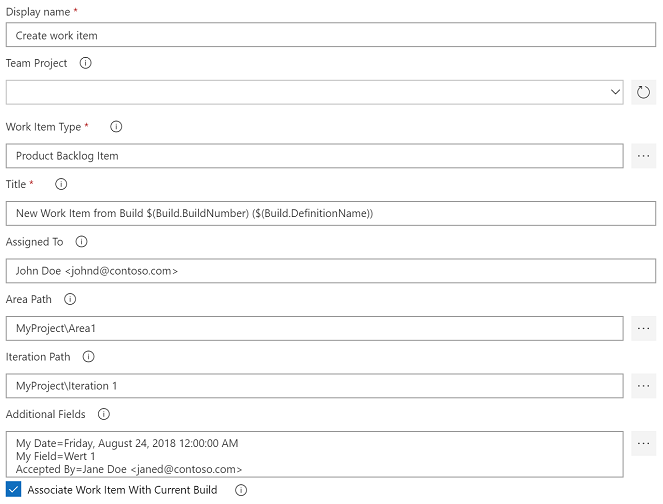 Display name *
Create work item
Team Project
Work Item Type *
Product Backlog Item
...
Title *
New Work Item from Build $(Build.BuildNumber) ($(Build.DefinitionName))
Assigned To
John Doe <johnd@contoso.com>
Area Path
MyProject\Area1
...
Iteration Path
MyProject\Iteration 1
...
Additional Fields
My Date=Friday, August 24, 2018 12:00:00 AM
...
My Field=Wert 1
Accepted By=Jane Doe <janed@contoso.com>
Associate Work Item With Current Build